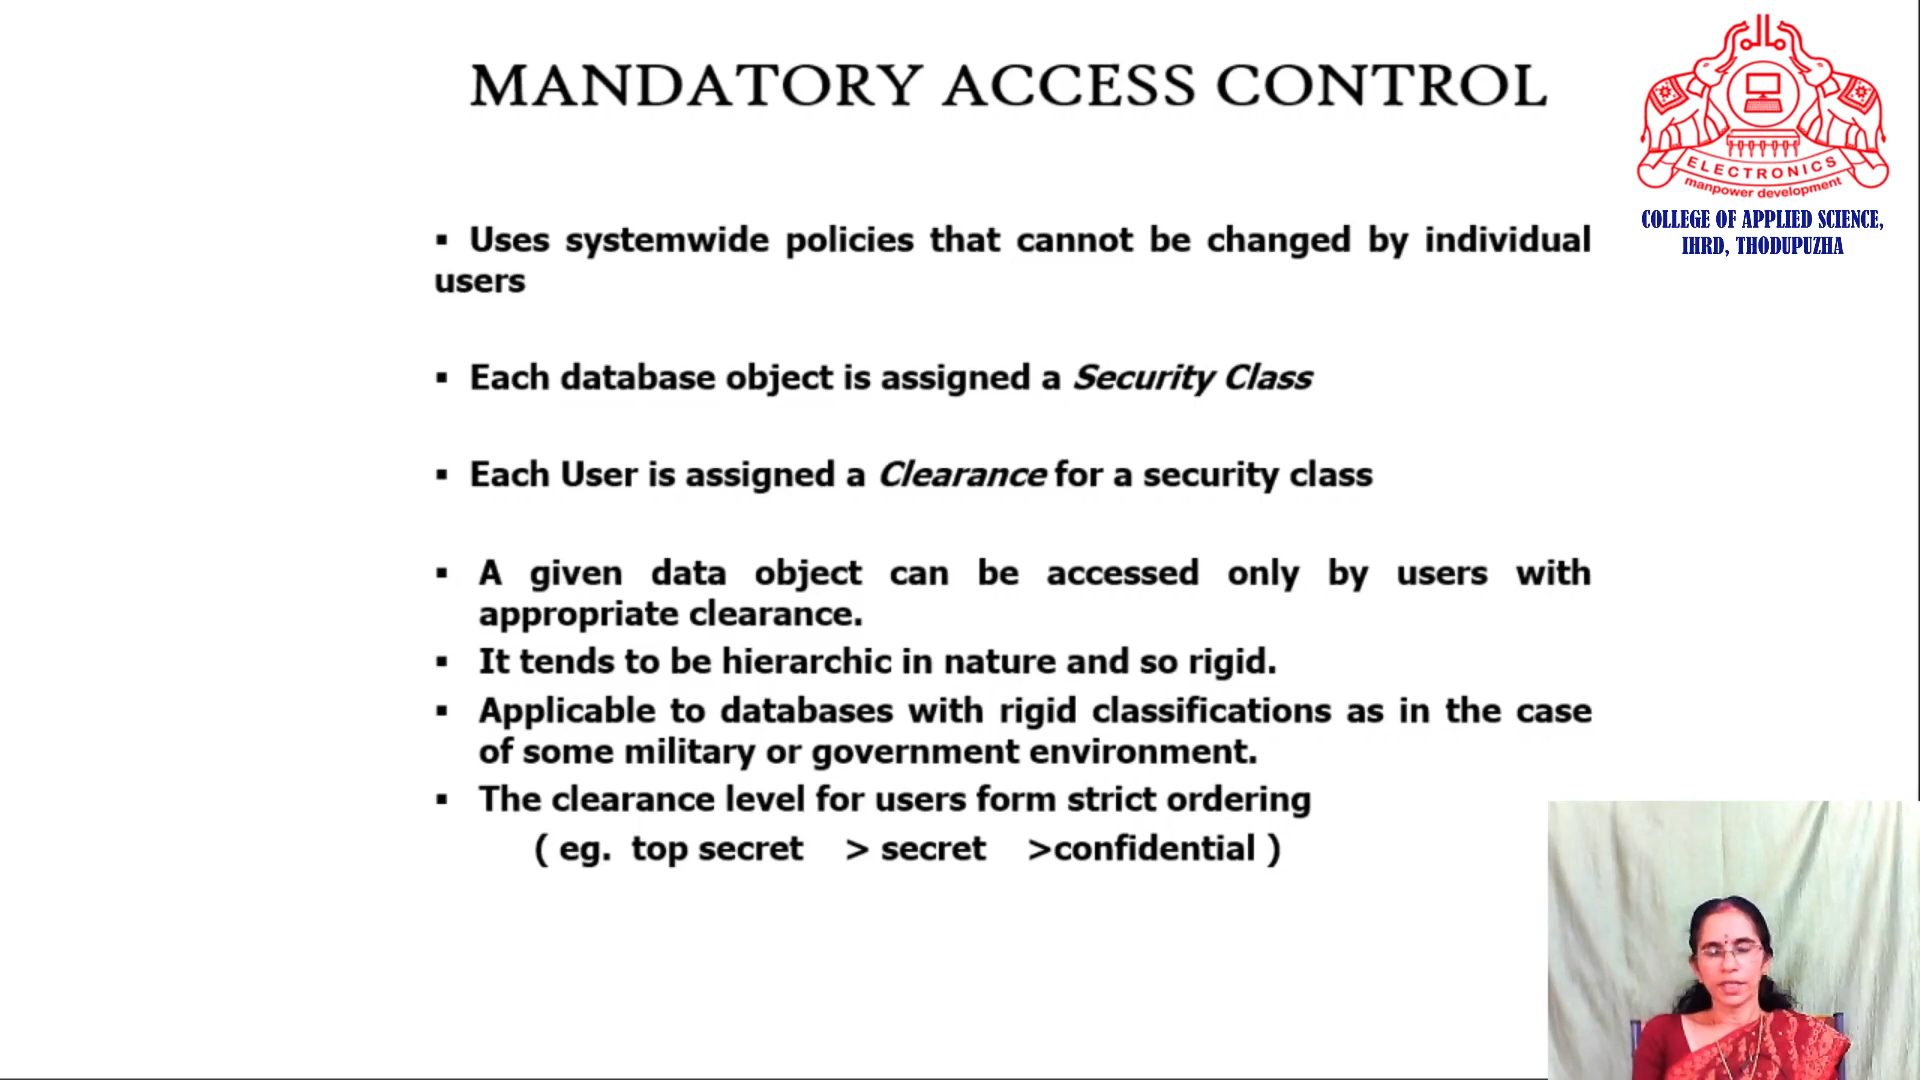 MANDATORY ACCESS CONTROL
ELECTRONICS
manpower development
COLLEGE OF APPLIED SCIENCE,
IHRD, THODUPUZHA
▪ Uses systemwide policies that cannot be changed by individual
users
▪ Each database object is assigned a Security Class
▪ Each User is assigned a Clearance for a security class
▪ A given data object can be accessed only by users with
appropriate clearance.
▪ It tends to be hierarchic in nature and so rigid.
▪ Applicable to databases with rigid classifications as in the case
of some military or government environment.
▪ The clearance level for users form strict ordering
( eg. top secret > secret >confidential )